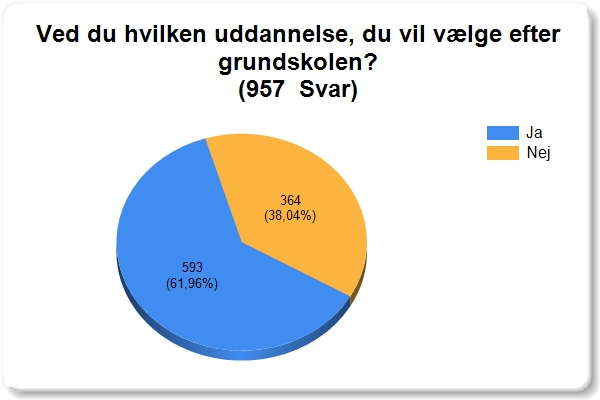 Ved du hvilken uddannelse, du vil vælge efter
grundskolen?
(957  Svar)
Ja
Nej
364
(38,04%)
593
(61,96%)